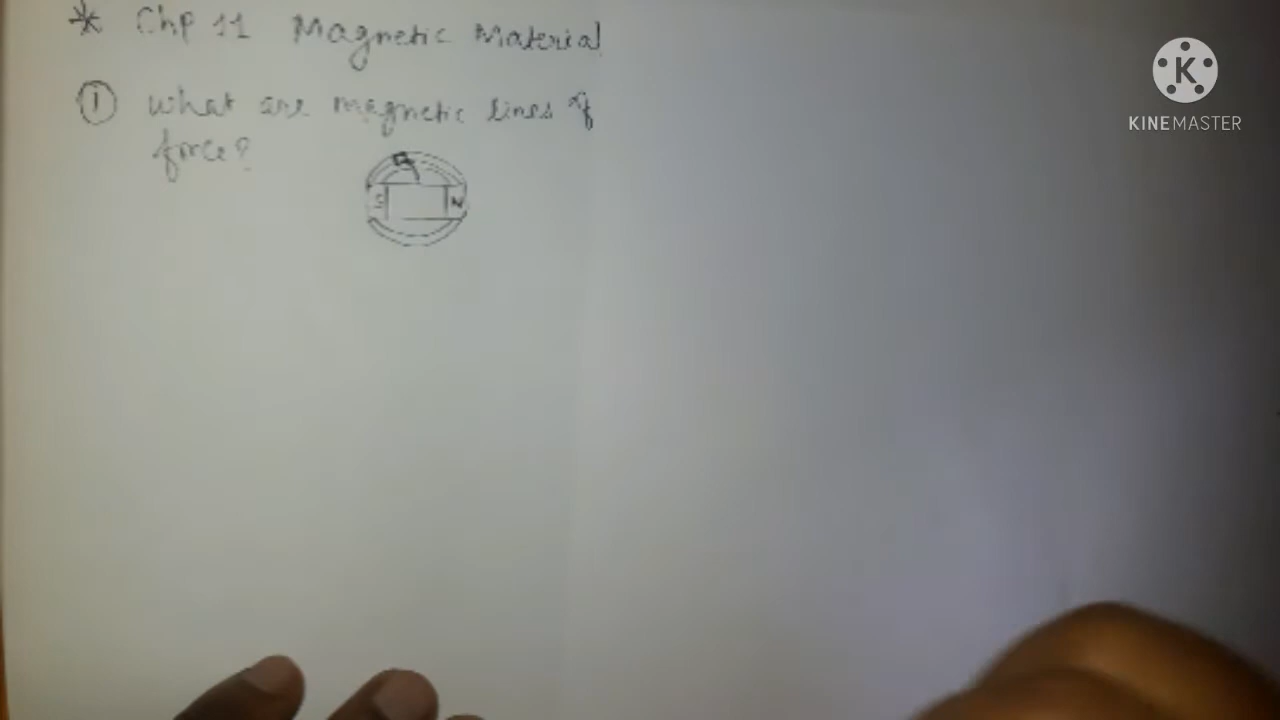 * Chp 11 Magnetic Material
① What are magnetic lines of
force?
S N
K
KINEMASTER